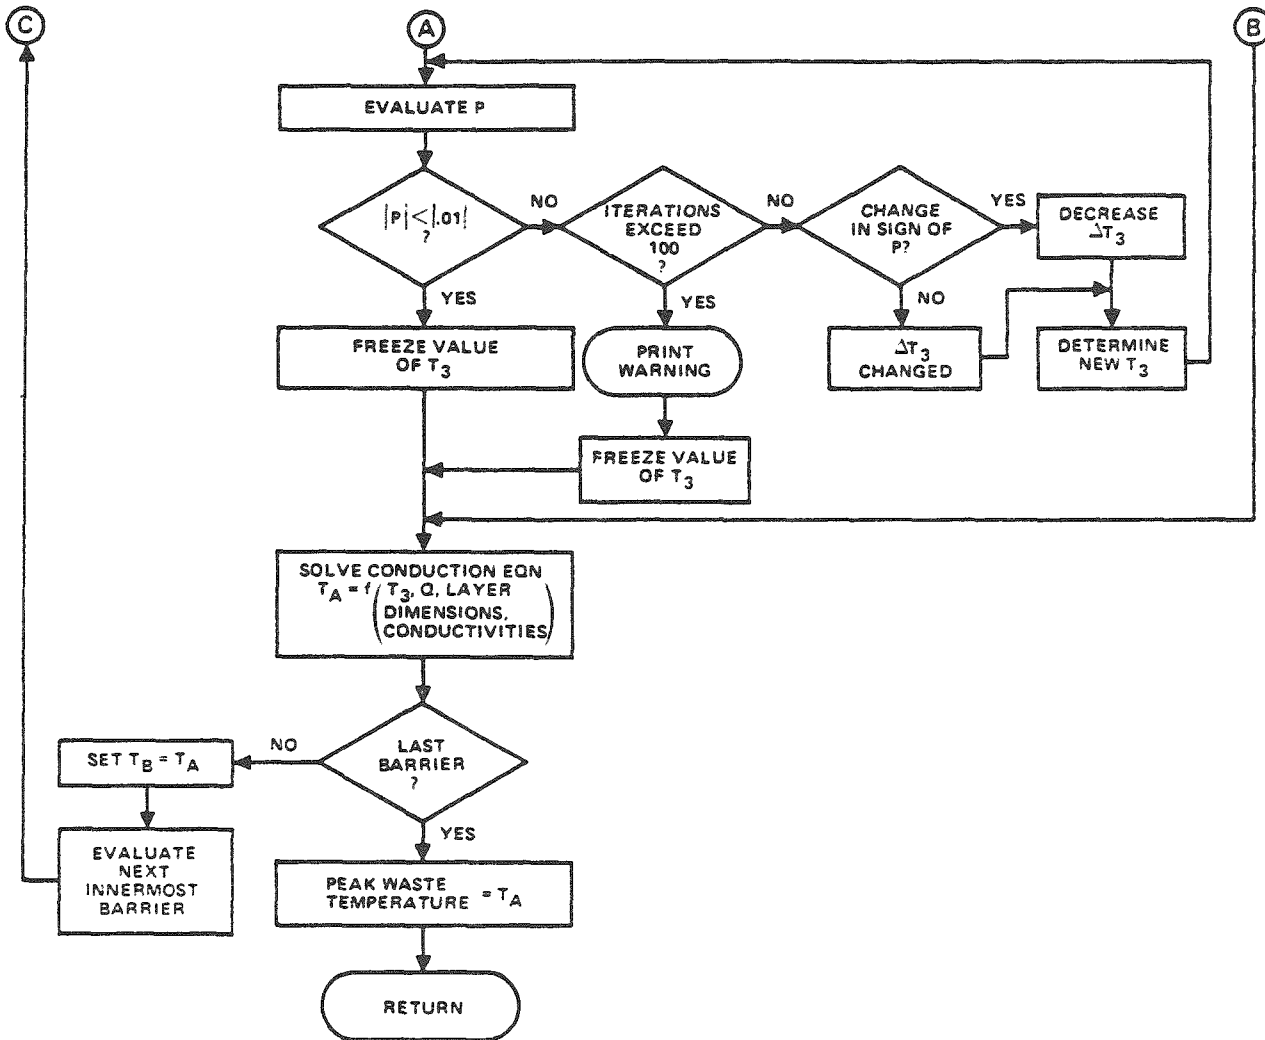 C
A
B
EVALUATE P
|P| < |.01|
?
NO
ITERATIONS
EXCEED
100
?
NO
CHANGE
IN SIGN OF
P?
YES
DECREASE
ΔT3
YES
YES
NO
FREEZE VALUE
OF T3
PRINT
WARNING
ΔT3
CHANGED
DETERMINE
NEW T3
FREEZE VALUE
OF T3
SOLVE CONDUCTION EQN
TA = f ( T3, Q, LAYER
DIMENSIONS,
CONDUCTIVITIES )
LAST
BARRIER
?
NO
SET TB = TA
YES
EVALUATE
NEXT
INNERMOST
BARRIER
PEAK WASTE
TEMPERATURE = TA
RETURN